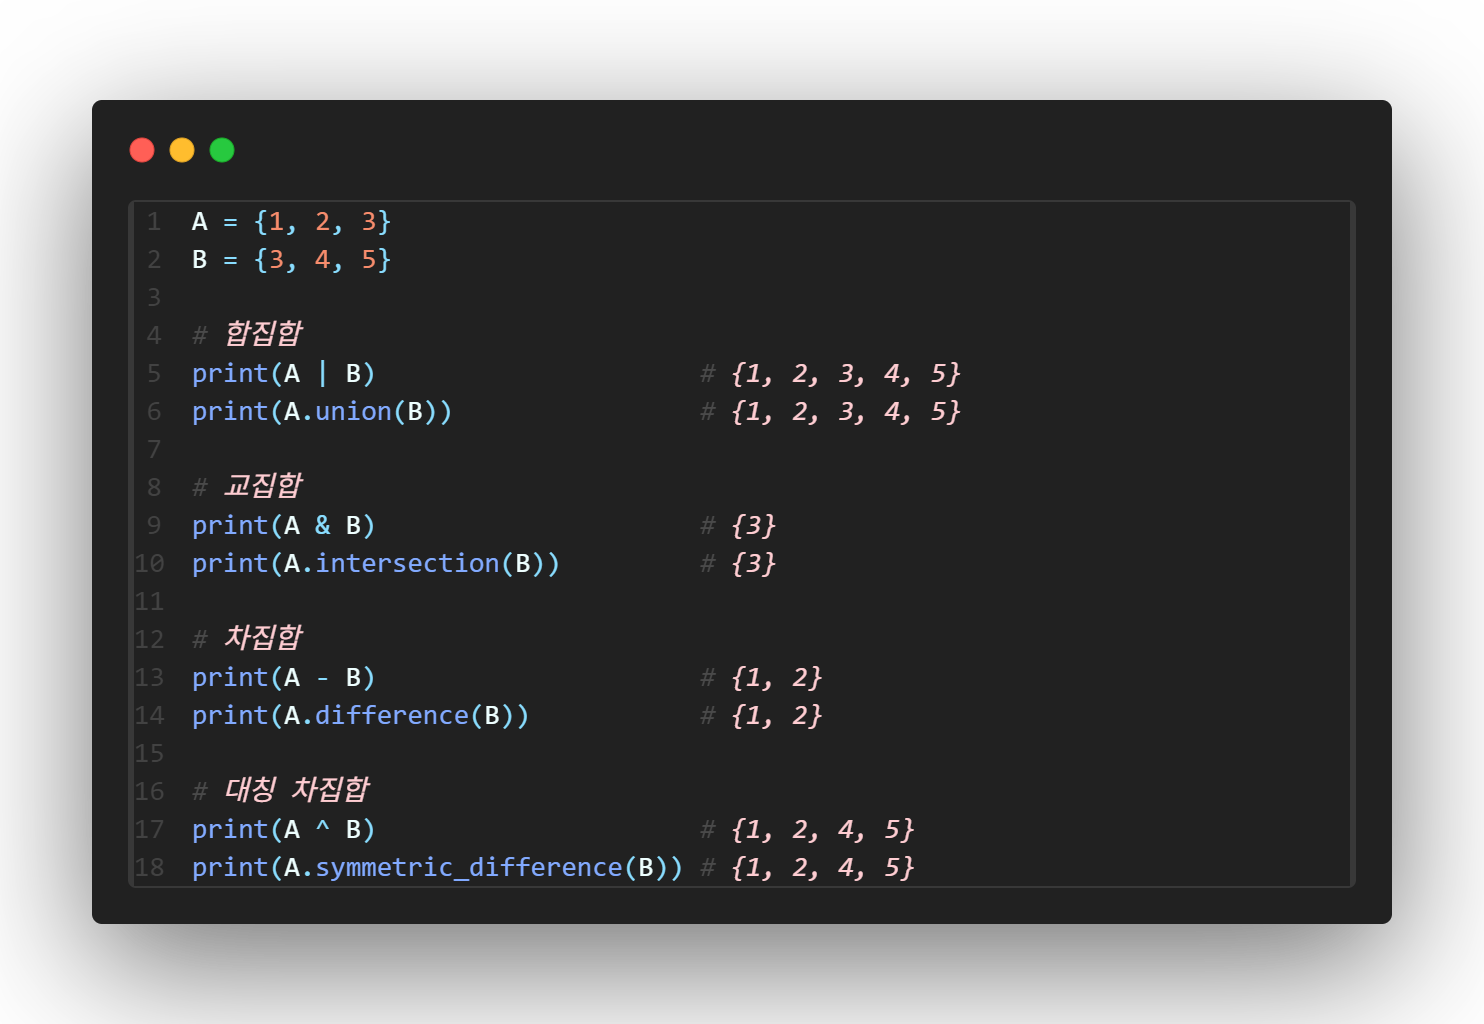 1 A = {1, 2, 3}
2 B = {3, 4, 5}
3
4 # 합집합
5 print(A | B)                     # {1, 2, 3, 4, 5}
6 print(A.union(B))                # {1, 2, 3, 4, 5}
7
8 # 교집합
9 print(A & B)                     # {3}
10 print(A.intersection(B))         # {3}
11
12 # 차집합
13 print(A - B)                     # {1, 2}
14 print(A.difference(B))           # {1, 2}
15
16 # 대칭 차집합
17 print(A ^ B)                     # {1, 2, 4, 5}
18 print(A.symmetric_difference(B)) # {1, 2, 4, 5}